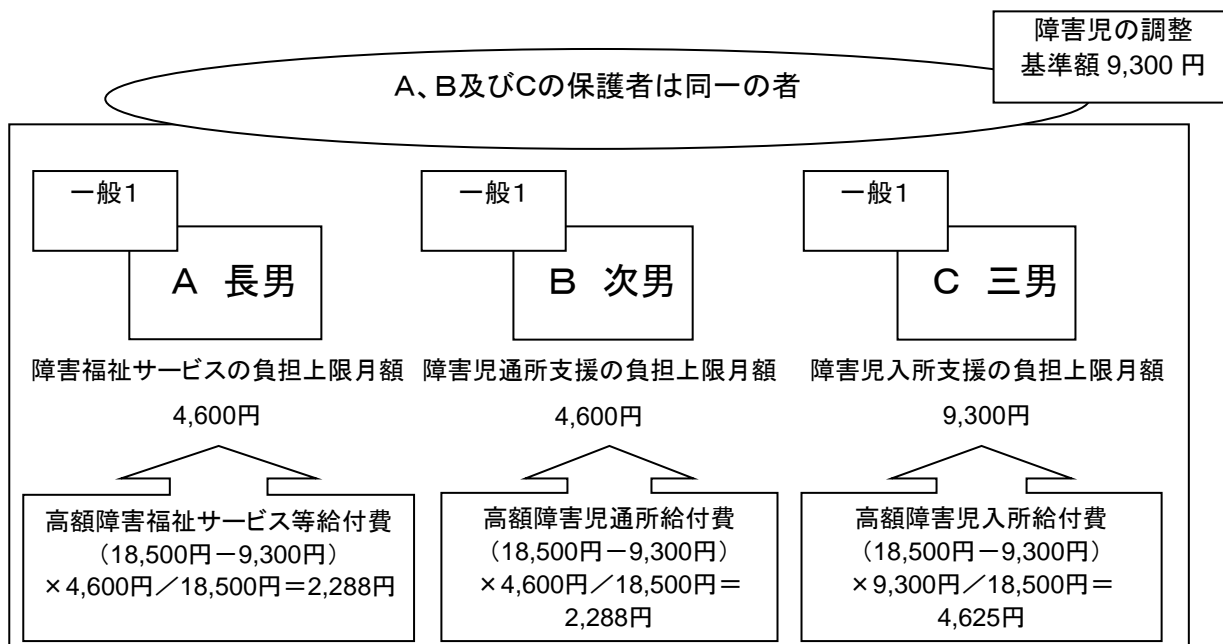 障害児の調整
基準額 9,300 円
A、B及びCの保護者は同一の者
一般1
A 長男
障害福祉サービスの負担上限月額
4,600円
高額障害福祉サービス等給付費
（18,500円－9,300円）
×4,600円／18,500円＝2,288円
一般1
B 次男
障害児通所支援の負担上限月額
4,600円
高額障害児通所給付費
（18,500円－9,300円）
×4,600円／18,500円＝
2,288円
一般1
C 三男
障害児入所支援の負担上限月額
9,300円
高額障害児入所給付費
（18,500円－9,300円）
×9,300円／18,500円＝
4,625円